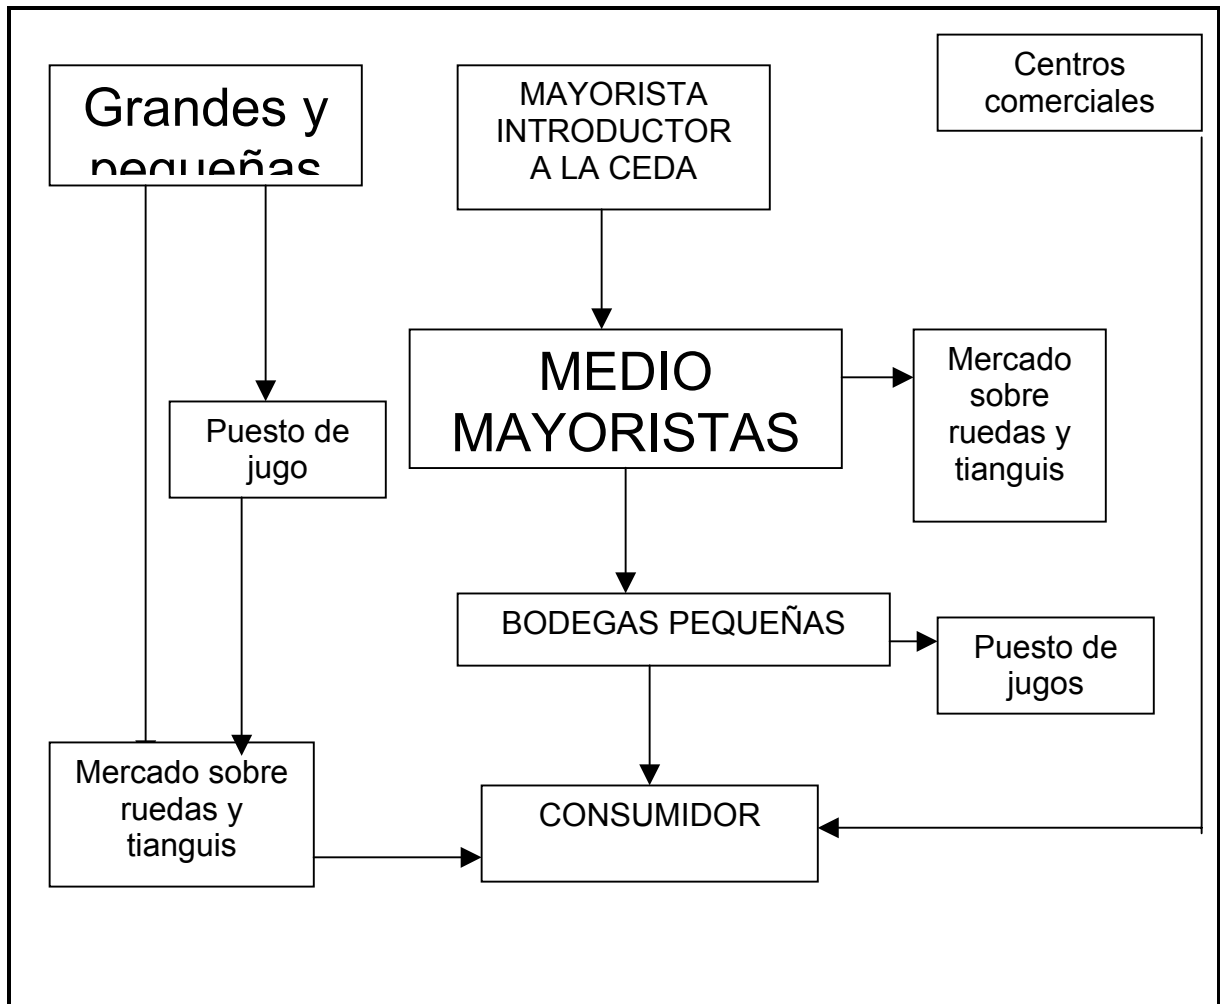 Grandes y
pequeñas
MAYORISTA
INTRODUCTOR
A LA CEDA
Centros
comerciales
MEDIO
MAYORISTAS
Mercado
sobre
ruedas y
tianguis
Puesto de
jugo
BODEGAS PEQUEÑAS
Puesto de
jugos
Mercado sobre
ruedas y
tianguis
CONSUMIDOR